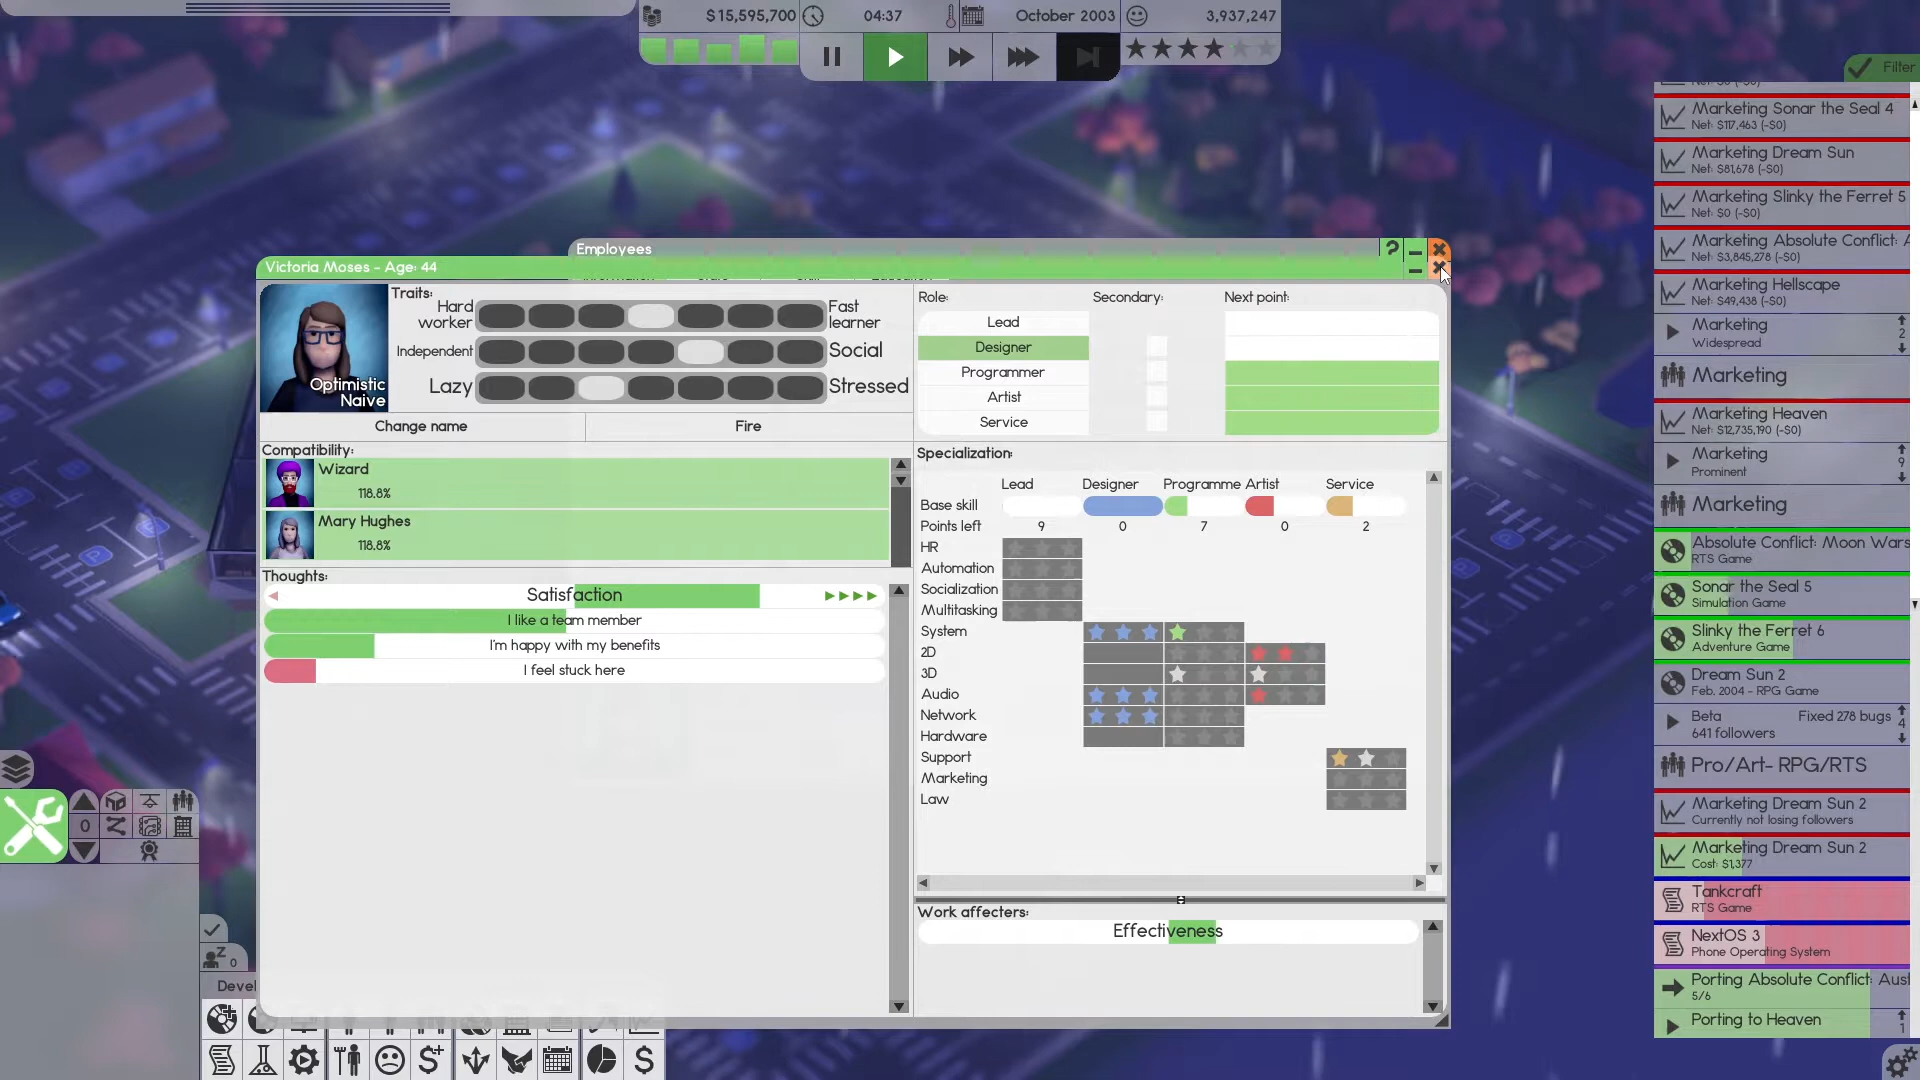 $15,595,700
04:37
October 2003
3,937,247
Filter
Employees
Victoria Moses - Age: 44
Traits:
Hard worker
Fast learner
Independent
Social
Lazy
Stressed
Optimistic
Naive
Change name
Fire
Compatibility:
Wizard
118.8%
Mary Hughes
118.8%
Thoughts:
Satisfaction
I like a team member
I'm happy with my benefits
I feel stuck here
Role:
Secondary:
Next point:
Lead
Designer
Programmer
Artist
Service
Specialization:
Lead Designer Programme Artist Service
Base skill
Points left 9 0 7 0 2
HR
Automation
Socialization
Multitasking
System
2D
3D
Audio
Network
Hardware
Support
Marketing
Law
Work affecters:
Effectiveness
0
0
Devel
Marketing Sonar the Seal 4
Net: $117,463 (-$0)
Marketing Dream Sun
Net: $81,678 (-$0)
Marketing Slinky the Ferret 5
Net: $0 (-$0)
Marketing Absolute Conflict: A
Net: $3,845,278 (-$0)
Marketing Hellscape
Net: $49,438 (-$0)
Marketing
Widespread
2
Marketing
Marketing Heaven
Net: $12,735,190 (-$0)
Marketing
Prominent
9
Marketing
Absolute Conflict: Moon Wars
RTS Game
Sonar the Seal 5
Simulation Game
Slinky the Ferret 6
Adventure Game
Dream Sun 2
Feb. 2004 - RPG Game
Beta Fixed 278 bugs
641 followers
4
Pro/Art- RPG/RTS
Marketing Dream Sun 2
Currently not losing followers
Marketing Dream Sun 2
Cost: $1,377
Tankcraft
RTS Game
NextOS 3
Phone Operating System
Porting Absolute Conflict: Aust
5/6
Porting to Heaven
1